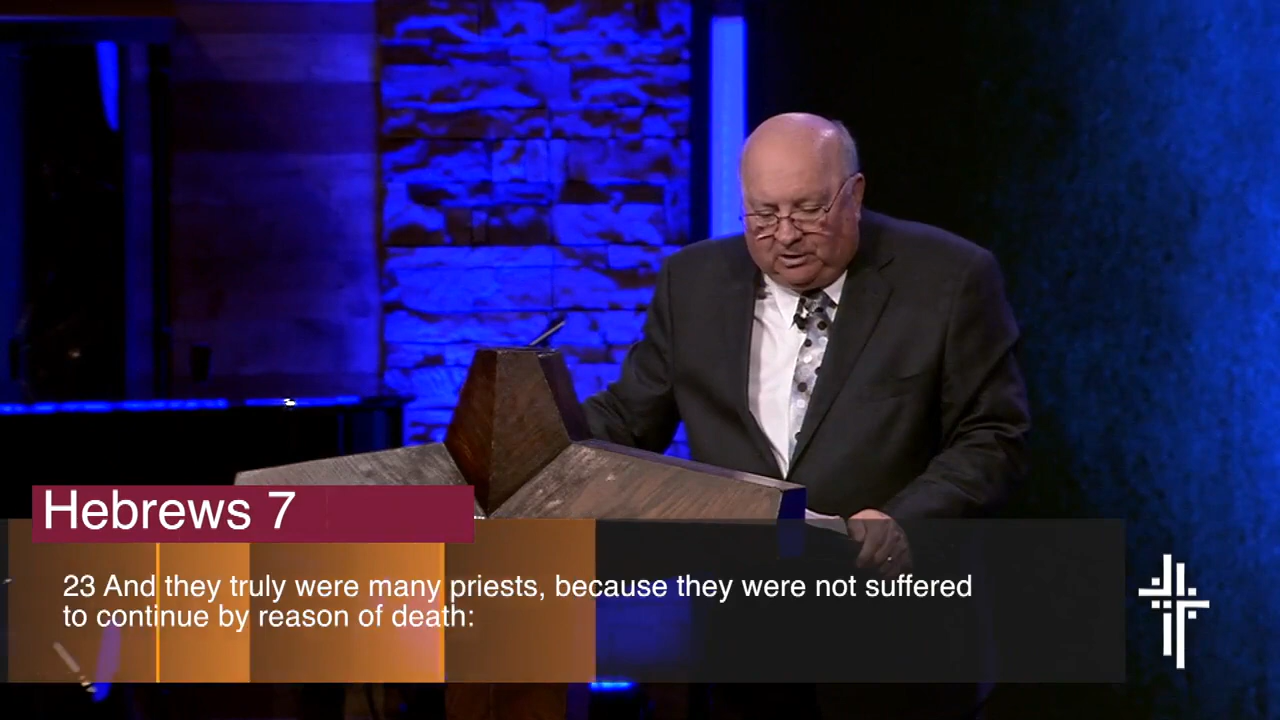 Hebrews 7
23 And they truly were many priests, because they were not suffered
to continue by reason of death: